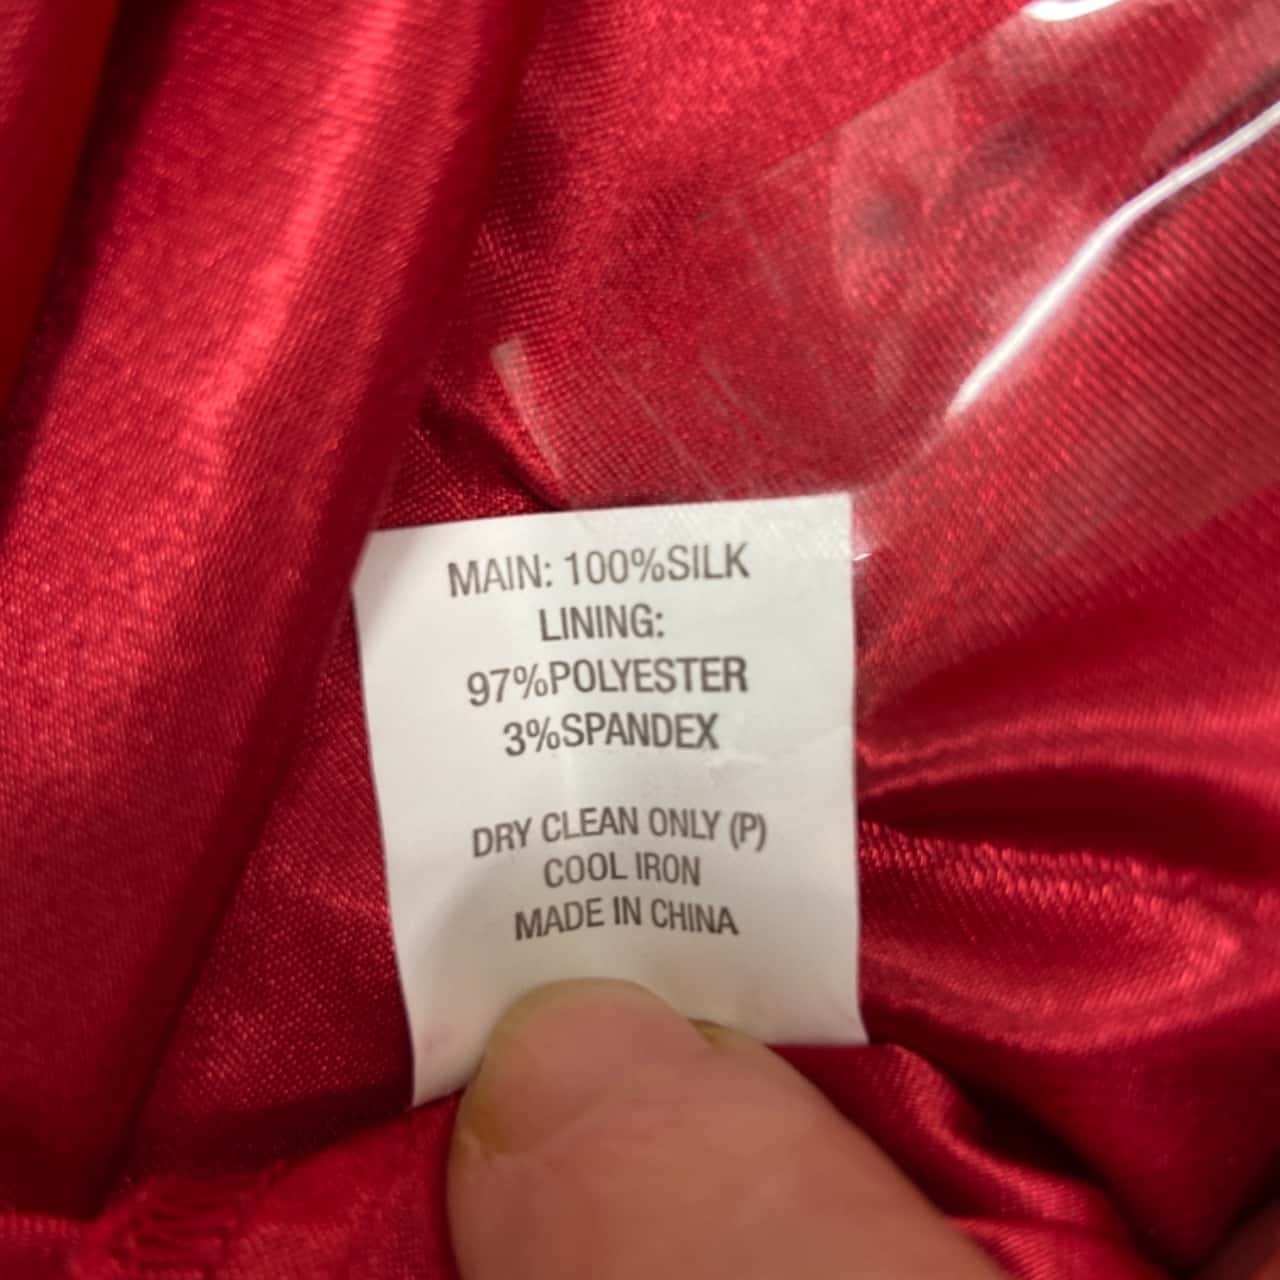 MAIN: 100%SILK
LINING:
97%POLYESTER
3%SPANDEX
DRY CLEAN ONLY (P)
COOL IRON
MADE IN CHINA